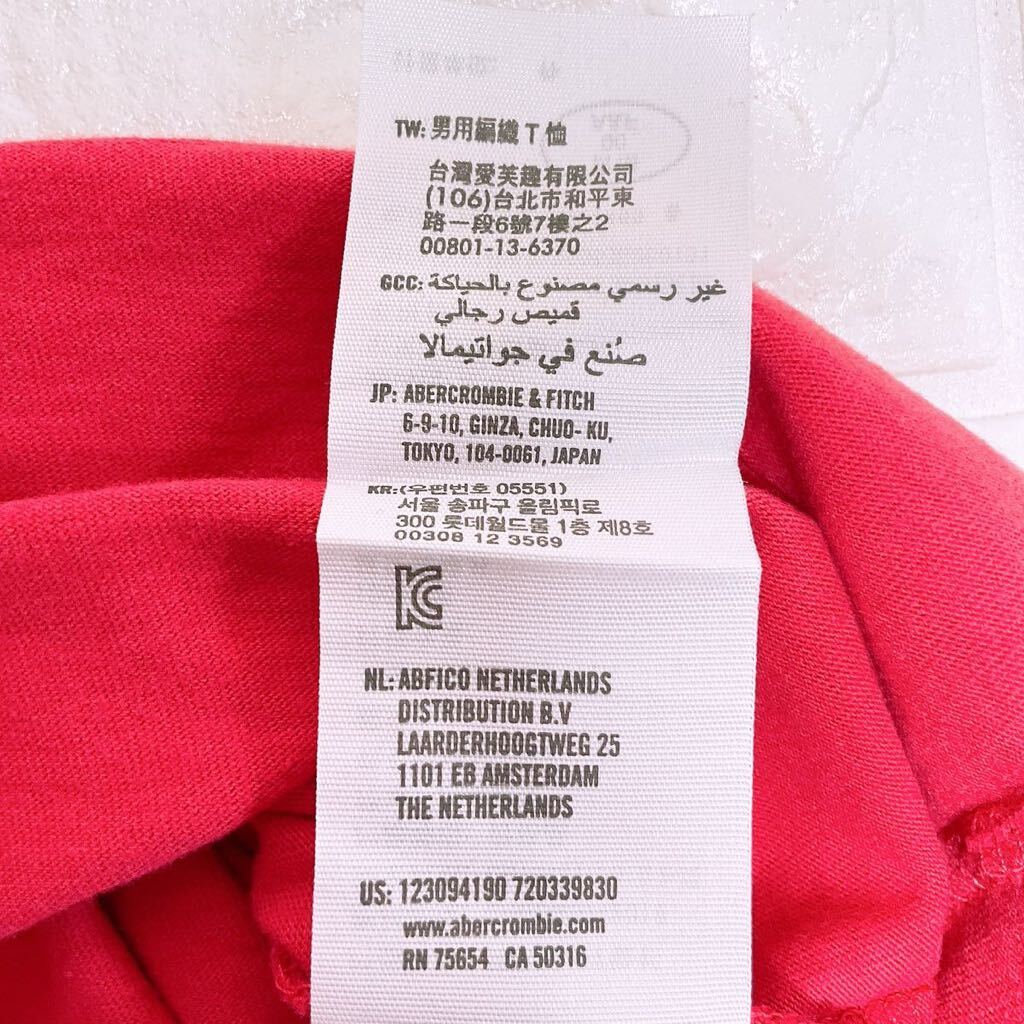 TW: 男用編織 T 恤
台灣愛芙趣有限公司
(106)台北市和平東
路一段6號7樓之2
00801-13-6370
GCC: غير رسمي مصنوع بالحياكة
قميص رجالي
صُنع في جواتيمالا
JP: ABERCROMBIE & FITCH
6-9-10, GINZA, CHUO- KU,
TOKYO, 104-0061, JAPAN
KR: (우편번호 05551)
서울 송파구 올림픽로
300 롯데월드몰 1층 제8호
00308 12 3569
NL: ABFICO NETHERLANDS
DISTRIBUTION B.V
LAARDERHOOGTWEG 25
1101 EB AMSTERDAM
THE NETHERLANDS
US: 123094190 720339830
www.abercrombie.com
RN 75654 CA 50316